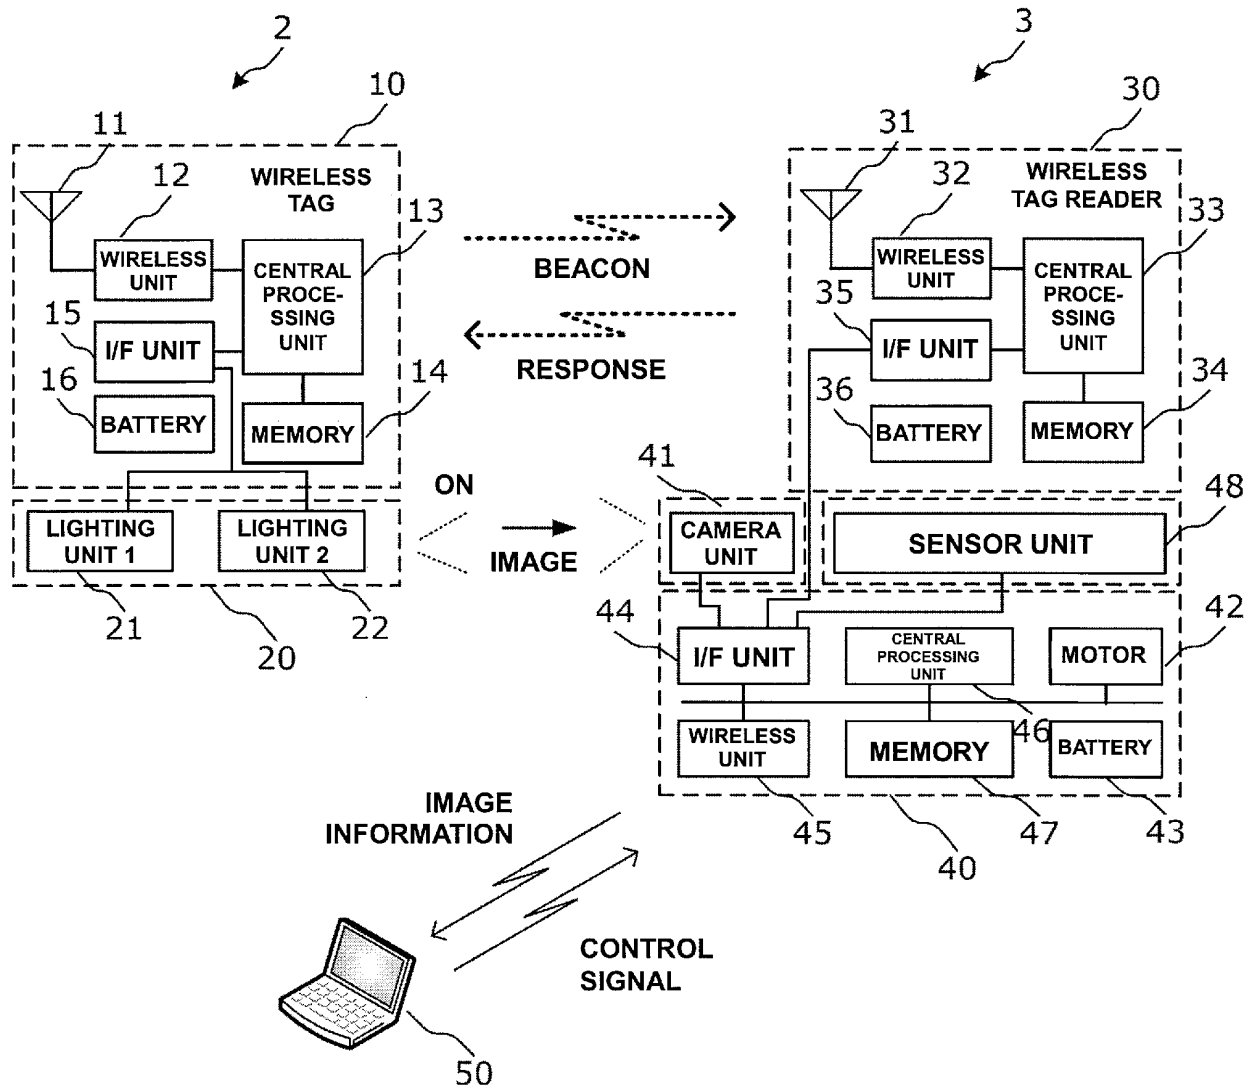 2
3
10
11
12
WIRELESS
TAG
13
WIRELESS
UNIT
CENTRAL
PROCE-
SSING
UNIT
15
I/F UNIT
16
BATTERY
14
MEMORY
LIGHTING
UNIT 1
LIGHTING
UNIT 2
21
20
22
BEACON
RESPONSE
ON
IMAGE
30
31
32
WIRELESS
TAG READER
33
WIRELESS
UNIT
CENTRAL
PROCE-
SSING
UNIT
35
I/F UNIT
36
BATTERY
34
MEMORY
41
CAMERA
UNIT
48
SENSOR UNIT
44
I/F UNIT
CENTRAL
PROCESSING
UNIT
42
MOTOR
46
WIRELESS
UNIT
MEMORY
BATTERY
45
40
47
43
IMAGE
INFORMATION
CONTROL
SIGNAL
50